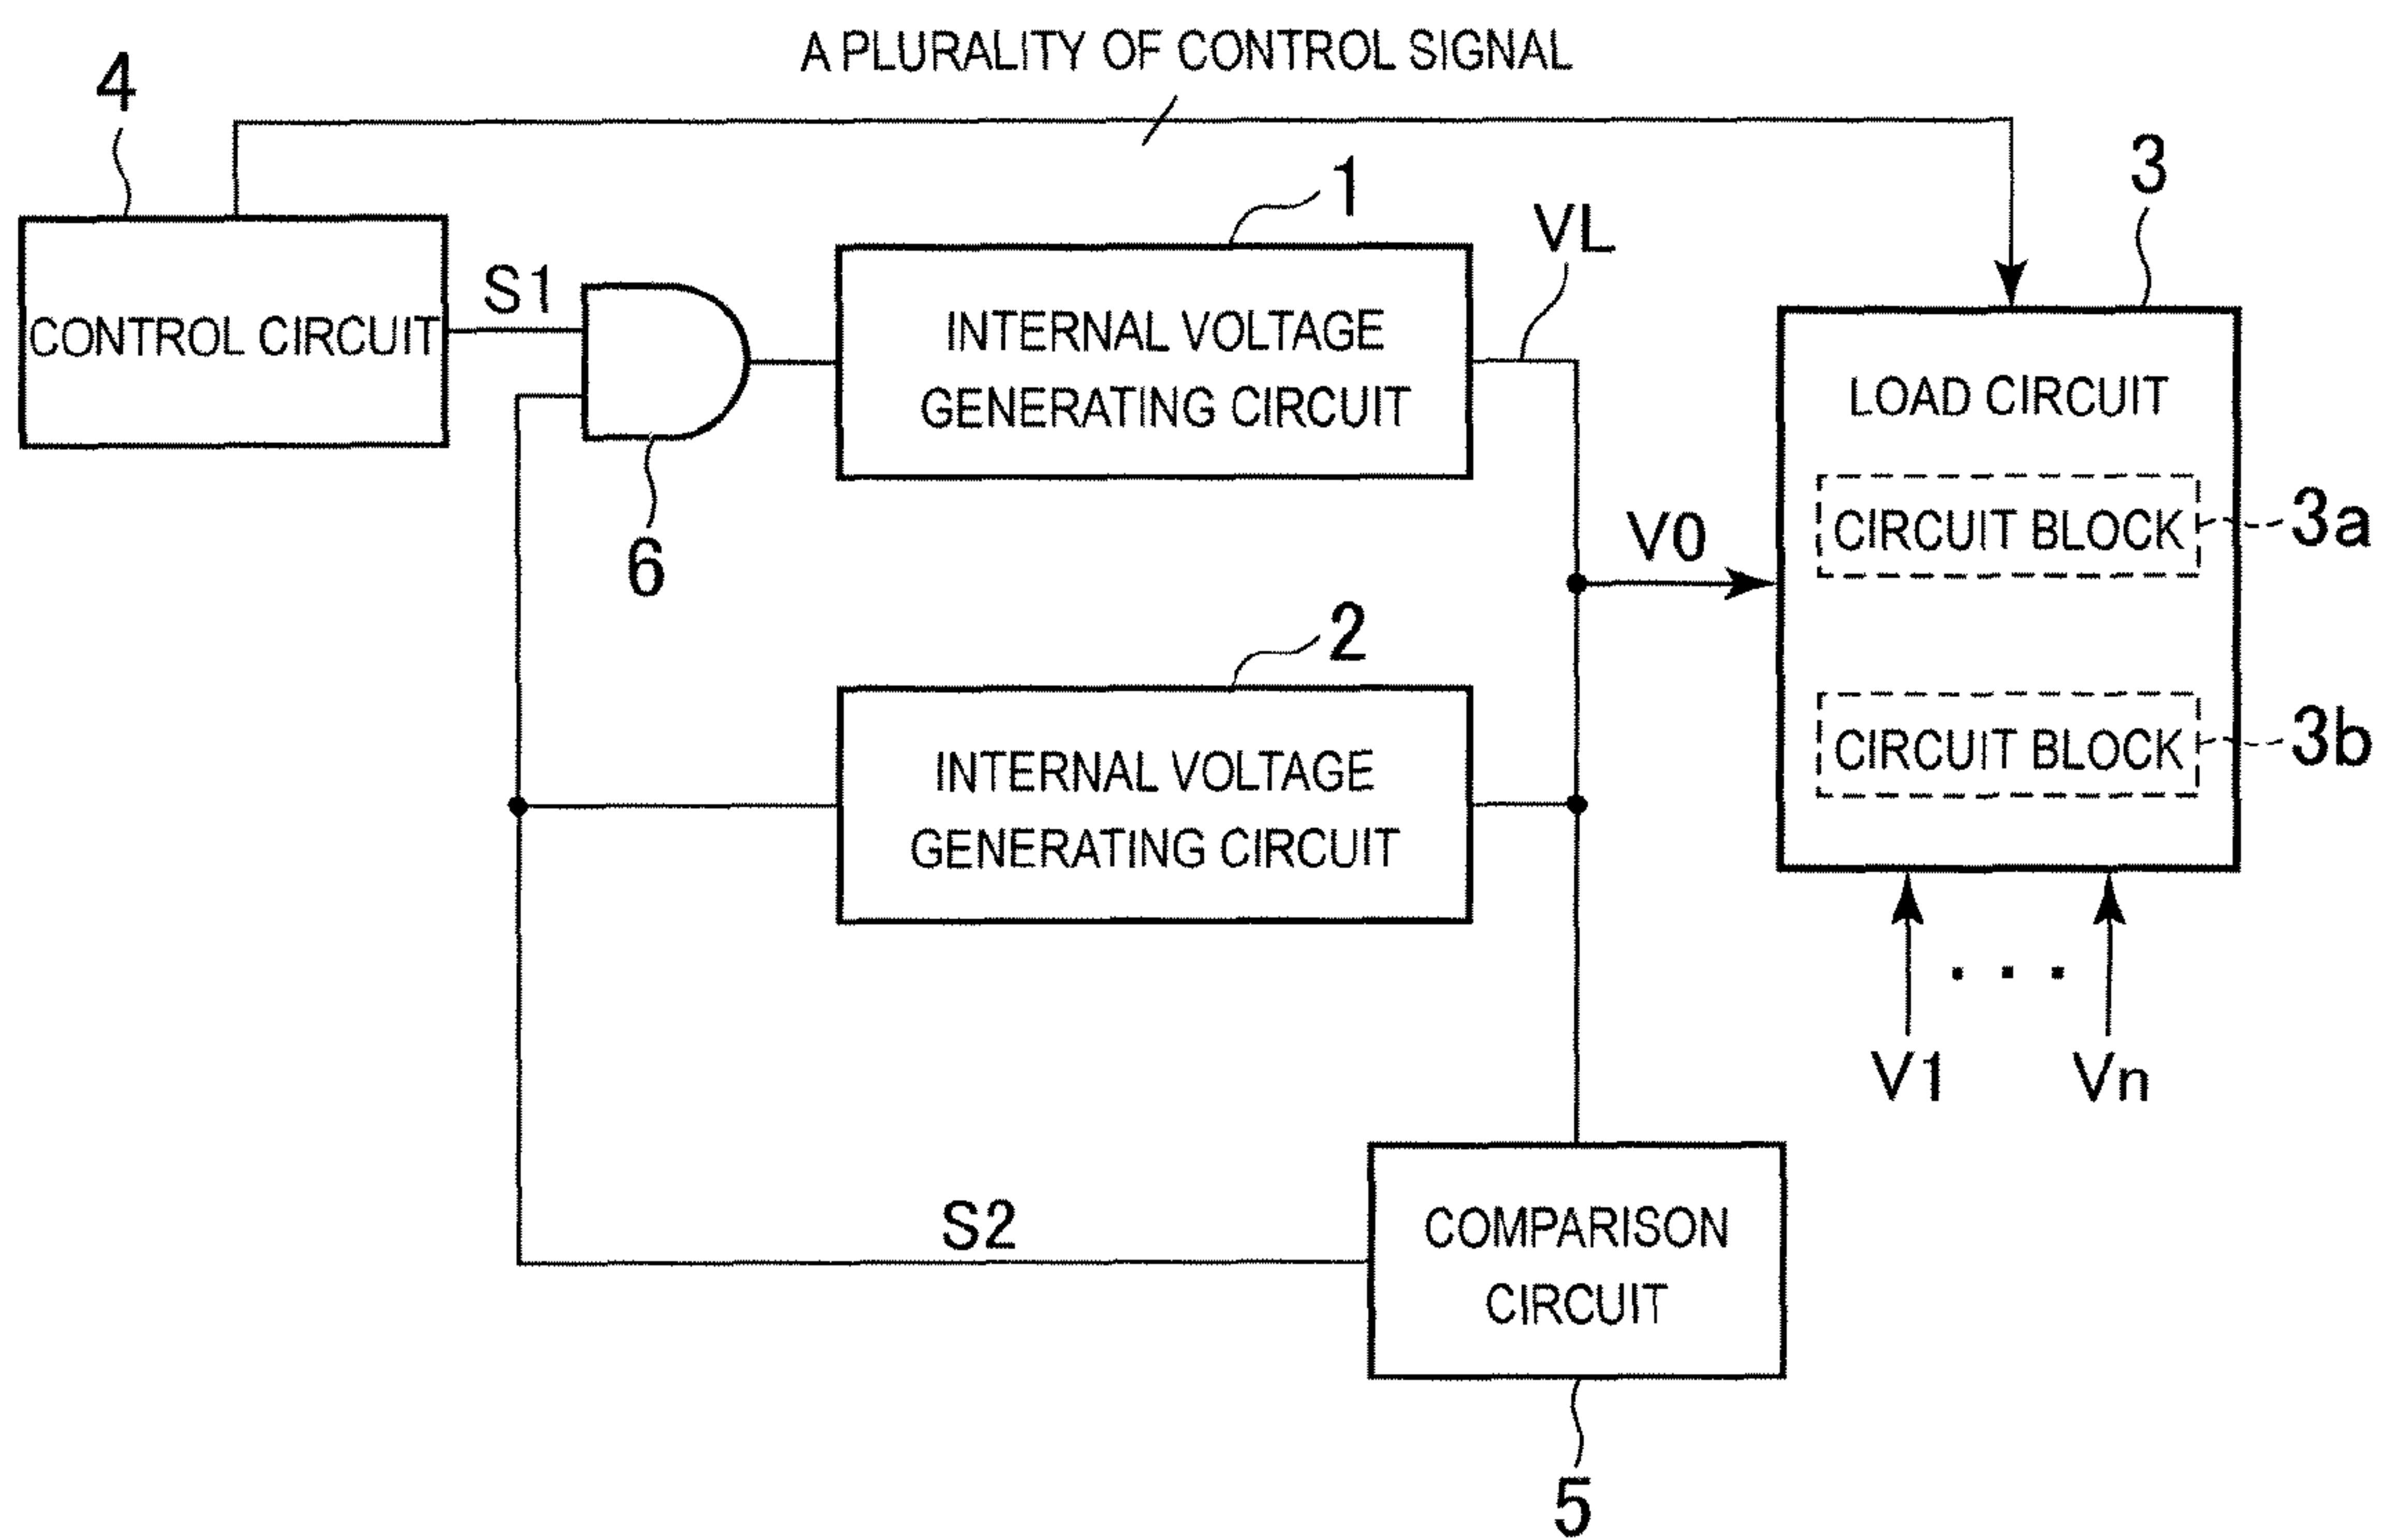 A PLURALITY OF CONTROL SIGNAL
4
1
3
VL
S1
CONTROL CIRCUIT
INTERNAL VOLTAGE
GENERATING CIRCUIT
LOAD CIRCUIT
6
V0
CIRCUIT BLOCK
3a
2
INTERNAL VOLTAGE
GENERATING CIRCUIT
CIRCUIT BLOCK
3b
. . .
V1
Vn
S2
COMPARISON
CIRCUIT
5